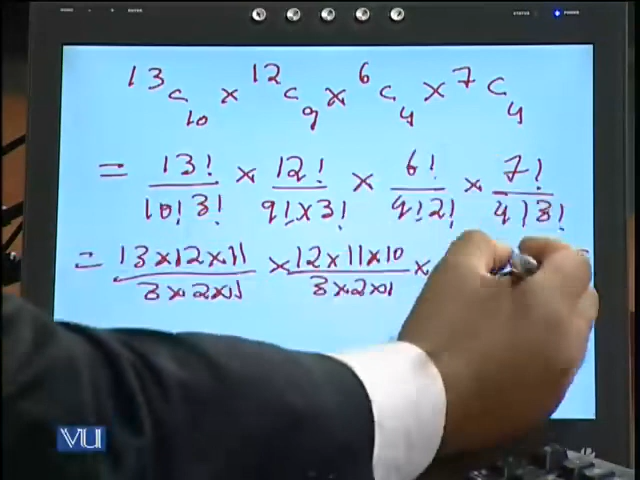 ¹³C₁₀ × ¹²C₉ × ⁶C₄ × ⁷C₄
= 13!/10!3! × 12!/9!×3! × 6!/4!2! × 7!/4!3!
= 13×12×11/3×2×1 × 12×11×10/3×2×1 ×
VU